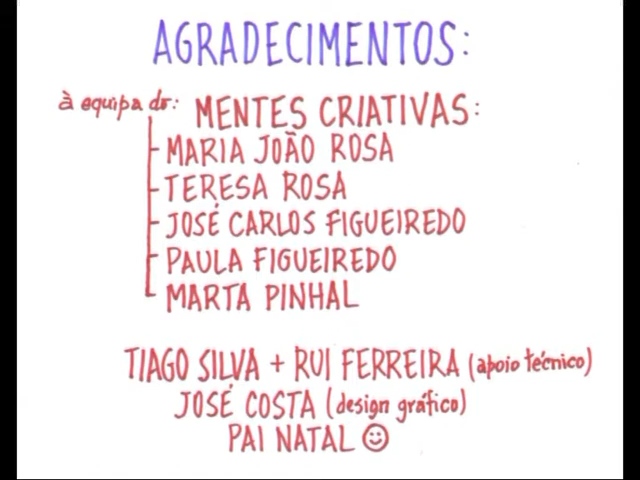 AGRADECIMENTOS:
à equipa do: MENTES CRIATIVAS:
MARIA JOÃO ROSA
TERESA ROSA
JOSÉ CARLOS FIGUEIREDO
PAULA FIGUEIREDO
MARTA PINHAL
TIAGO SILVA + RUI FERREIRA (apoio técnico)
JOSÉ COSTA (design gráfico)
PAI NATAL ☺